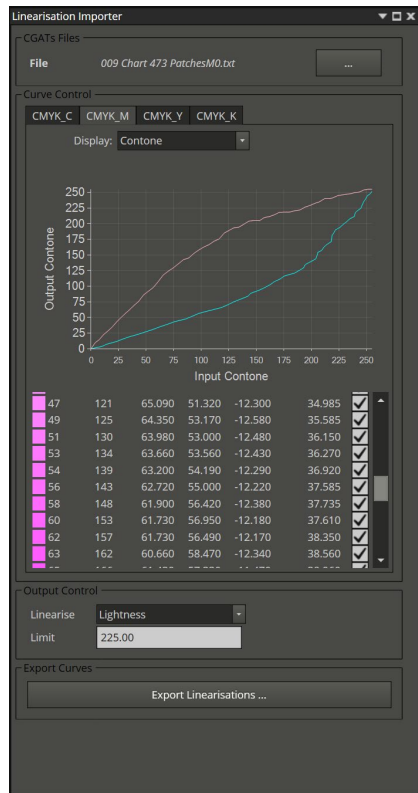 Linearisation Importer
CGATs Files
File 009 Chart 473 PatchesM0.txt ...
Curve Control
CMYK_C CMYK_M CMYK_Y CMYK_K
Display: Contone
250
225
200
175
150
125
100
75
50
25
0
Output Contone
0 25 50 75 100 125 150 175 200 225 250
Input Contone
47 121 65.090 51.320 -12.300 34.985
49 125 64.350 53.170 -12.580 35.585
51 130 63.980 53.000 -12.480 36.150
53 134 63.660 53.560 -12.430 36.270
54 139 63.200 54.190 -12.290 36.920
56 143 62.720 55.000 -12.220 37.585
58 148 61.900 56.420 -12.380 37.735
60 153 61.730 56.950 -12.180 37.610
62 157 61.730 56.490 -12.170 38.350
63 162 60.660 58.470 -12.340 38.560
Output Control
Linearise Lightness
Limit 225.00
Export Curves
Export Linearisations ...